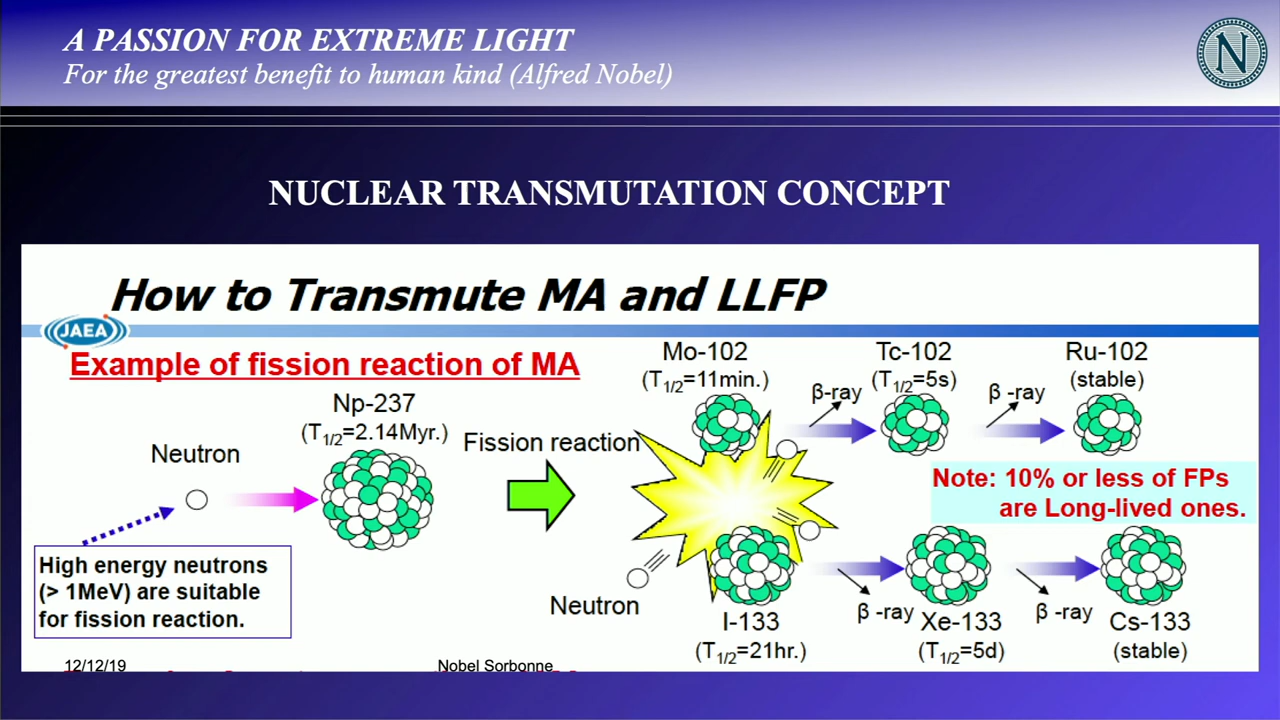 A PASSION FOR EXTREME LIGHT
For the greatest benefit to human kind (Alfred Nobel)
N
NUCLEAR TRANSMUTATION CONCEPT
How to Transmute MA and LLFP
JAEA
Example of fission reaction of MA
Neutron
Np-237
(T1/2=2.14Myr.)
Fission reaction
High energy neutrons
(> 1MeV) are suitable
for fission reaction.
Mo-102
(T1/2=11min.)
β-ray
Tc-102
(T1/2=5s)
β -ray
Ru-102
(stable)
Note: 10% or less of FPs
are Long-lived ones.
Neutron
I-133
(T1/2=21hr.)
β -ray
Xe-133
(T1/2=5d)
β -ray
Cs-133
(stable)
12/12/19
Nobel Sorbonne